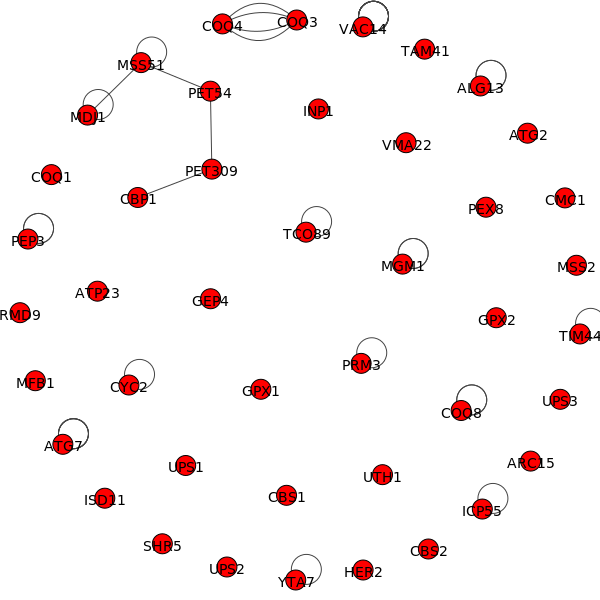 COQ4
COQ3
VAC14
TAM41
MSS51
ALG13
PET54
MDJ1
INP1
ATG2
VMA22
PET309
COQ1
CBP1
CMC1
PEX8
TCO89
PEP3
MGM1
MSS2
ATP23
GEP4
RMD9
GPX2
TIM44
PRM3
MFB1
CYC2
GPX1
UPS3
COQ8
ATG7
UPS1
ARC15
UTH1
ISD11
CBS1
ICP55
SHR5
CBS2
UPS2
HER2
YTA7